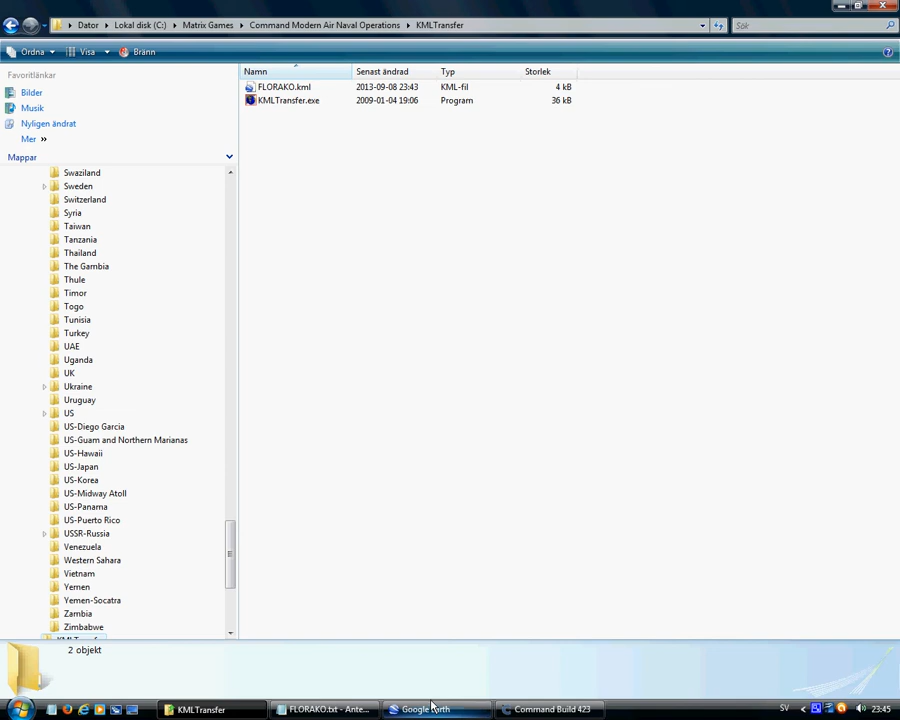 Dator ▸ Lokal disk (C:) ▸ Matrix Games ▸ Command Modern Air Naval Operations ▸ KMLTransfer
Sök
Ordna Visa Bränn
Favoritlänkar
Bilder
Musik
Nyligen ändrat
Mer »
Mappar
Namn Senast ändrad Typ Storlek
FLORAKO.kml 2013-09-08 23:43 KML-fil 4 kB
KMLTransfer.exe 2009-01-04 19:06 Program 36 kB
Swaziland
Sweden
Switzerland
Syria
Taiwan
Tanzania
Thailand
The Gambia
Thule
Timor
Togo
Tunisia
Turkey
UAE
Uganda
UK
Ukraine
Uruguay
US
US-Diego Garcia
US-Guam and Northern Marianas
US-Hawaii
US-Japan
US-Korea
US-Midway Atoll
US-Panama
US-Puerto Rico
USSR-Russia
Venezuela
Western Sahara
Vietnam
Yemen
Yemen-Socatra
Zambia
Zimbabwe
KMLTransfer
2 objekt
KMLTransfer
FLORAKO.txt - Ante...
Google Earth
Command Build 423
SV
23:45